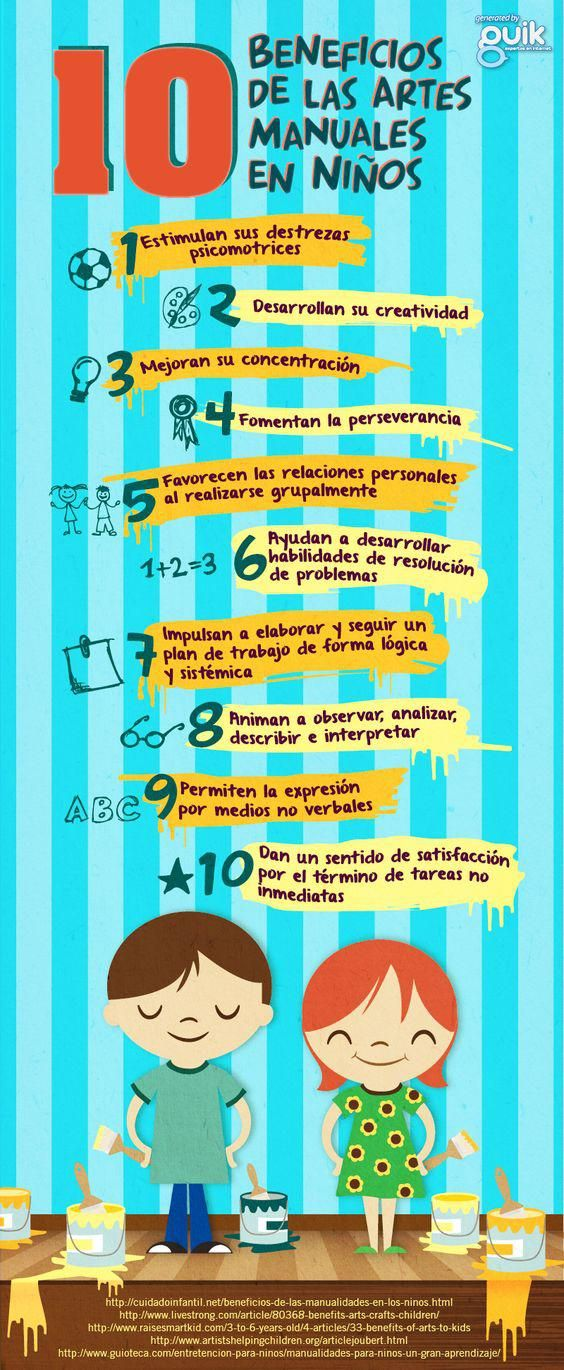 generated by
guik
expertos en internet
10
BENEFICIOS
DE LAS ARTES
MANUALES
EN NIÑOS
1 Estimulan sus destrezas
psicomotrices
2 Desarrollan su creatividad
3 Mejoran su concentración
4 Fomentan la perseverancia
5 Favorecen las relaciones personales
al realizarse grupalmente
1+2=3
6 Ayudan a desarrollar
habilidades de resolución
de problemas
7 Impulsan a elaborar y seguir un
plan de trabajo de forma lógica
y sistémica
8 Animan a observar, analizar,
describir e interpretar
ABC
9 Permiten la expresión
por medios no verbales
10 Dan un sentido de satisfacción
por el término de tareas no
inmediatas
http://cuidadoinfantil.net/beneficios-de-las-manualidades-en-los-ninos.html
http://www.livestrong.com/article/80368-benefits-arts-crafts-children/
http://www.raisesmartkid.com/3-to-6-years-old/4-articles/33-benefits-of-arts-to-kids
http://www.artistshelpingchildren.org/articlejoubert.html
http://www.guioteca.com/entretencion-para-ninos/manualidades-para-ninos-un-gran-aprendizaje/